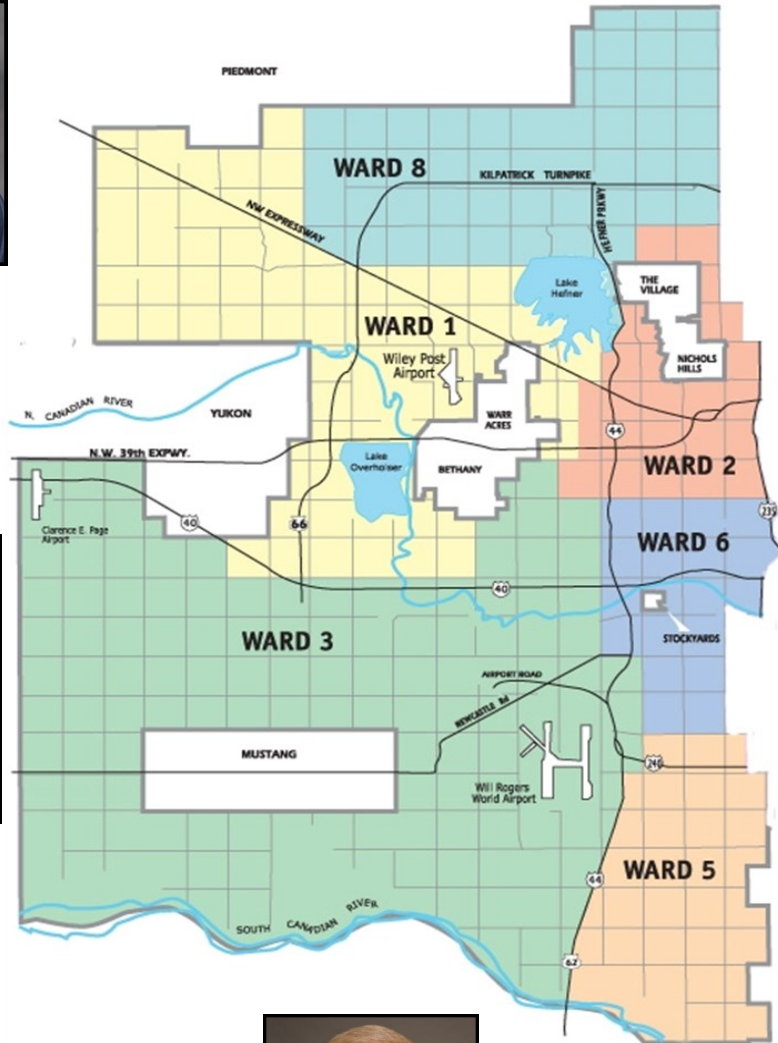 PIEDMONT
WARD 8
KILPATRICK TURNPIKE
HEFNER PRKWY
NW EXPRESSWAY
Lake
Hefner
THE
VILLAGE
WARD 1
Wiley Post
Airport
NICHOLS
HILLS
N. CANADIAN RIVER
YUKON
WARR
ACRES
44
N.W. 39th EXPWY.
Lake
Overholser
BETHANY
WARD 2
40
66
235
Clarence E. Page
Airport
WARD 6
40
STOCKYARDS
WARD 3
AIRPORT ROAD
NEWCASTLE Rd
MUSTANG
240
Will Rogers
World Airport
WARD 5
44
SOUTH CANADIAN RIVER
62